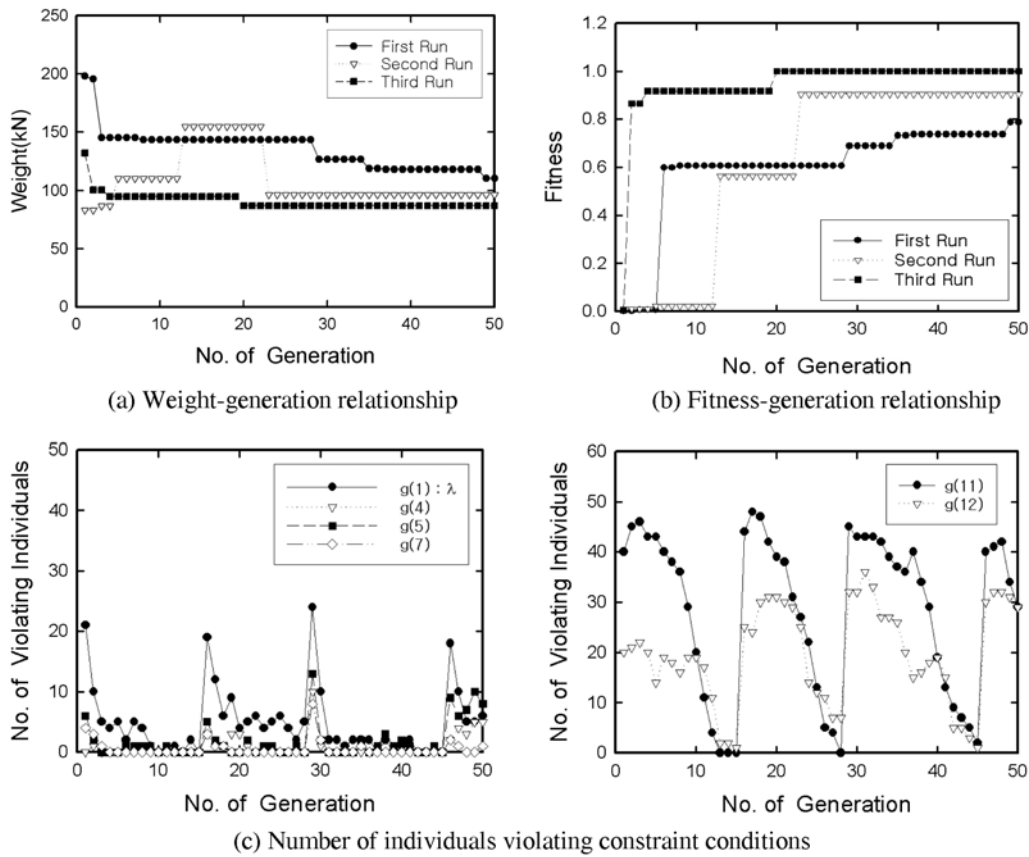 250
200
150
100
50
0
Weight(kN)
First Run
Second Run
Third Run
0 10 20 30 40 50
No. of Generation
(a) Weight-generation relationship
1.2
1.0
0.8
0.6
0.4
0.2
0.0
Fitness
First Run
Second Run
Third Run
0 10 20 30 40 50
No. of Generation
(b) Fitness-generation relationship
50
40
30
20
10
0
No. of Violating Individuals
g(1) : λ
g(4)
g(5)
g(7)
0 10 20 30 40 50
No. of Generation
60
50
40
30
20
10
0
No. of Violating Individuals
g(11)
g(12)
0 10 20 30 40 50
No. of Generation
(c) Number of individuals violating constraint conditions